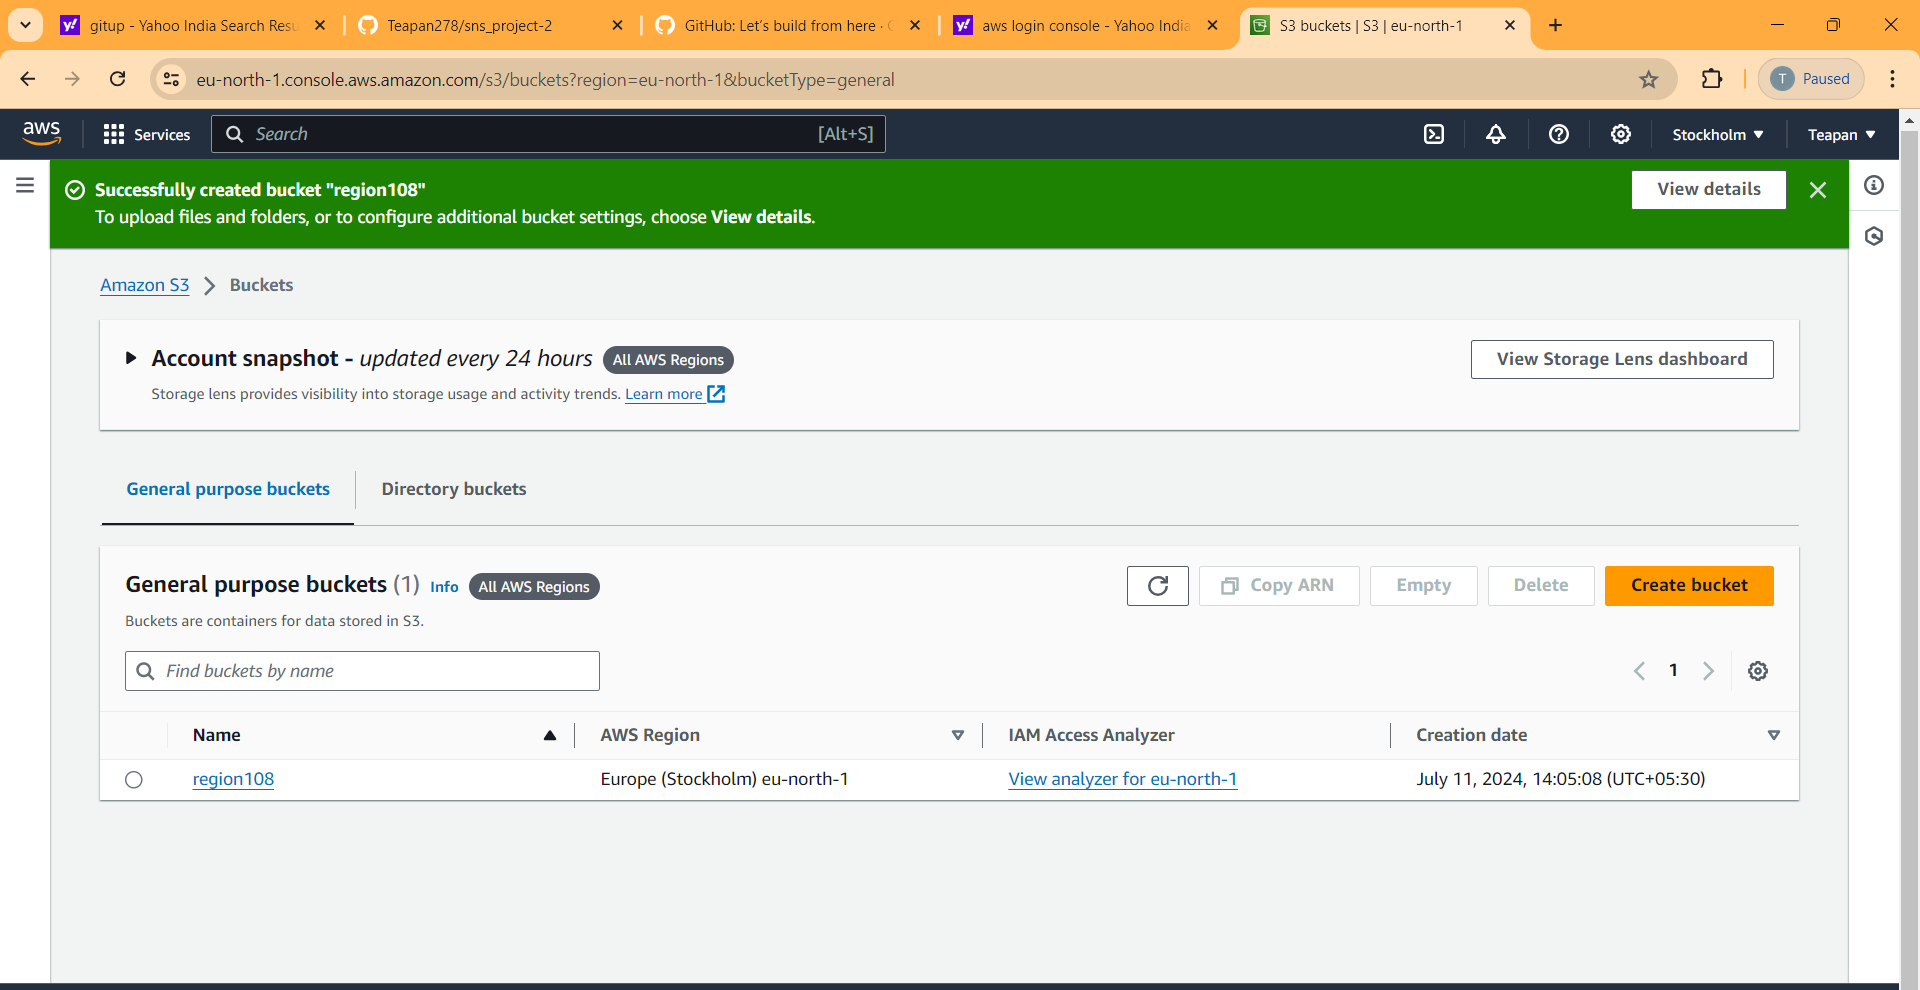 gitup - Yahoo India Search Resu
Teapan278/sns_project-2
GitHub: Let's build from here · G
aws login console - Yahoo India
S3 buckets | S3 | eu-north-1
eu-north-1.console.aws.amazon.com/s3/buckets?region=eu-north-1&bucketType=general
T Paused
aws
Services
Search
[Alt+S]
Stockholm
Teapan
Successfully created bucket "region108"
To upload files and folders, or to configure additional bucket settings, choose View details.
View details
Amazon S3
Buckets
Account snapshot - updated every 24 hours
All AWS Regions
Storage lens provides visibility into storage usage and activity trends. Learn more
View Storage Lens dashboard
General purpose buckets
Directory buckets
General purpose buckets (1) Info
All AWS Regions
Buckets are containers for data stored in S3.
Copy ARN
Empty
Delete
Create bucket
Find buckets by name
1
Name
AWS Region
IAM Access Analyzer
Creation date
region108
Europe (Stockholm) eu-north-1
View analyzer for eu-north-1
July 11, 2024, 14:05:08 (UTC+05:30)